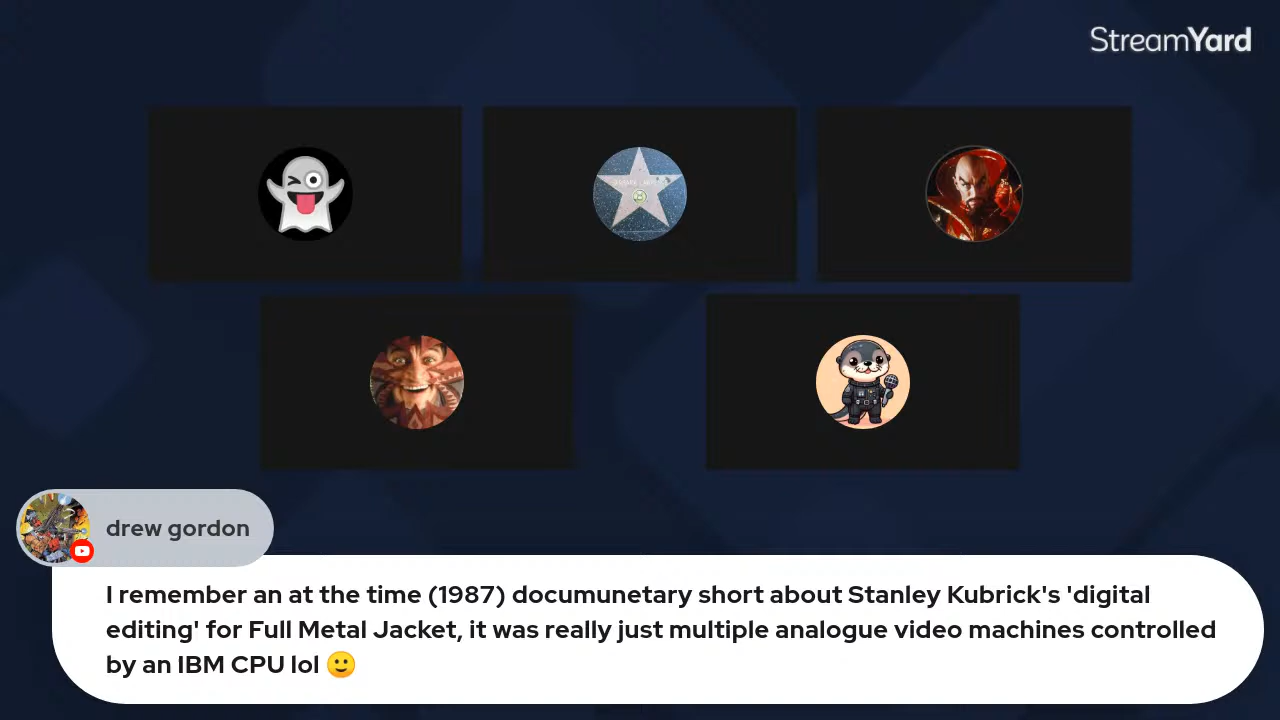 StreamYard
drew gordon
I remember an at the time (1987) documunetary short about Stanley Kubrick's 'digital
editing' for Full Metal Jacket, it was really just multiple analogue video machines controlled
by an IBM CPU lol 🙂